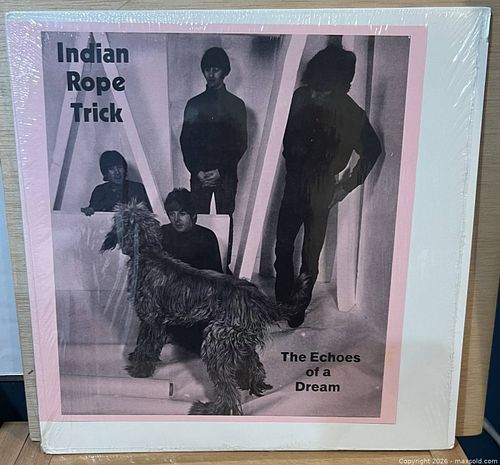 Indian
Rope
Trick
The Echoes
of a
Dream
Copyright 2026 - maxsold.com